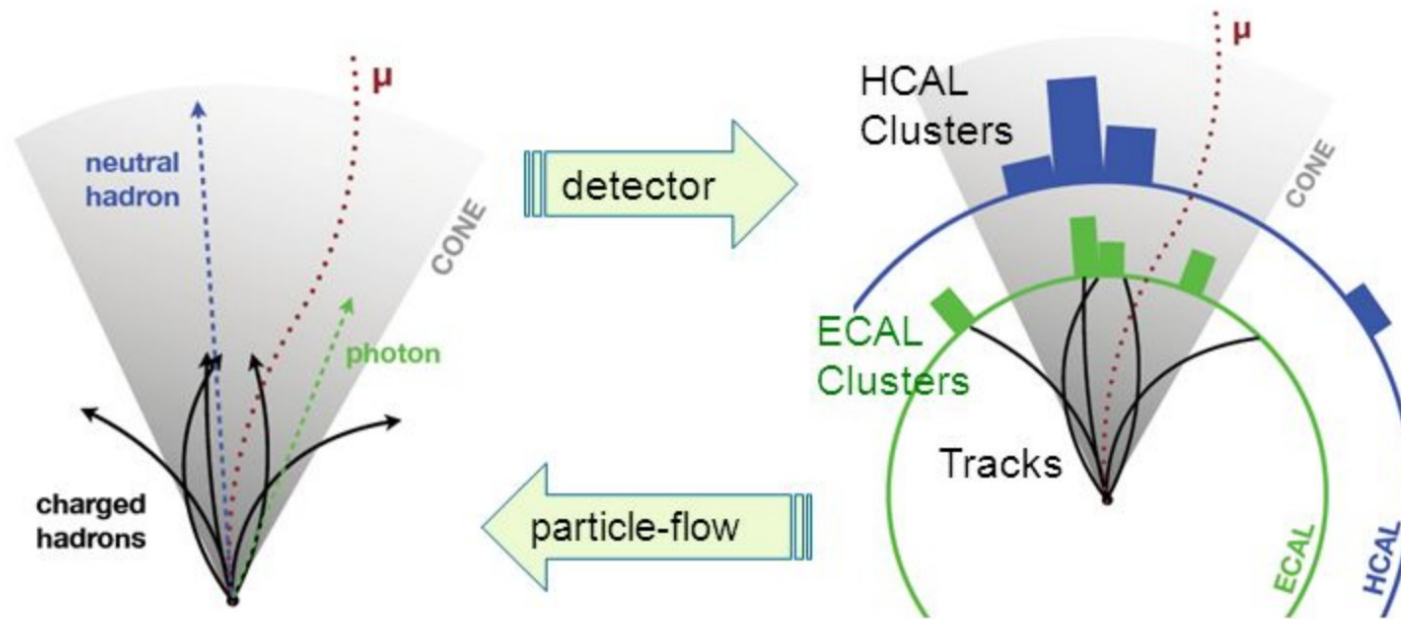 μ
neutral
hadron
CONE
photon
charged
hadrons
detector
particle-flow
μ
HCAL
Clusters
CONE
ECAL
Clusters
Tracks
ECAL
HCAL